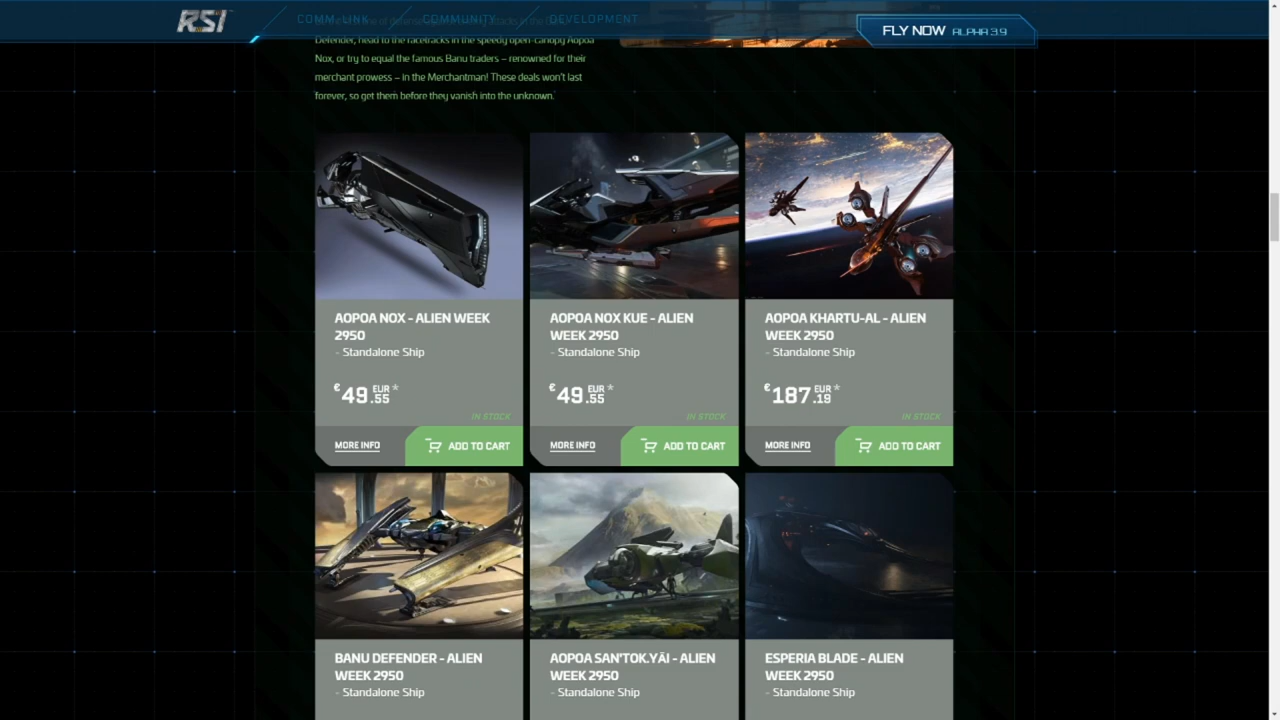 RSI
COMM-LINK
COMMUNITY
DEVELOPMENT
FLY NOW ALPHA 3.9
Defender, head to the racetracks in the speedy open-canopy Aopoa
Nox, or try to equal the famous Banu traders – renowned for their
merchant prowess – in the Merchantman! These deals won't last
forever, so get them before they vanish into the unknown.
AOPOA NOX - ALIEN WEEK
2950
- Standalone Ship
€ 49 EUR * .55
IN STOCK
MORE INFO
ADD TO CART
AOPOA NOX KUE - ALIEN
WEEK 2950
- Standalone Ship
€ 49 EUR * .55
IN STOCK
MORE INFO
ADD TO CART
AOPOA KHARTU-AL - ALIEN
WEEK 2950
- Standalone Ship
€ 187 EUR * .19
IN STOCK
MORE INFO
ADD TO CART
BANU DEFENDER - ALIEN
WEEK 2950
- Standalone Ship
AOPOA SAN'TOK.YĀI - ALIEN
WEEK 2950
- Standalone Ship
ESPERIA BLADE - ALIEN
WEEK 2950
- Standalone Ship